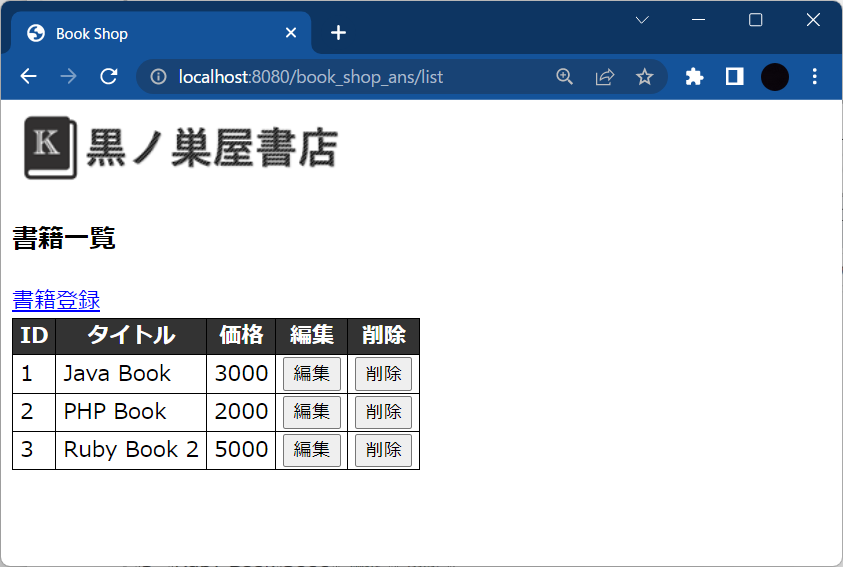 Book Shop
localhost:8080/book_shop_ans/list
K 黒ノ巣屋書店
書籍一覧
書籍登録
ID タイトル 価格 編集 削除
1 Java Book 3000 編集 削除
2 PHP Book 2000 編集 削除
3 Ruby Book 2 5000 編集 削除